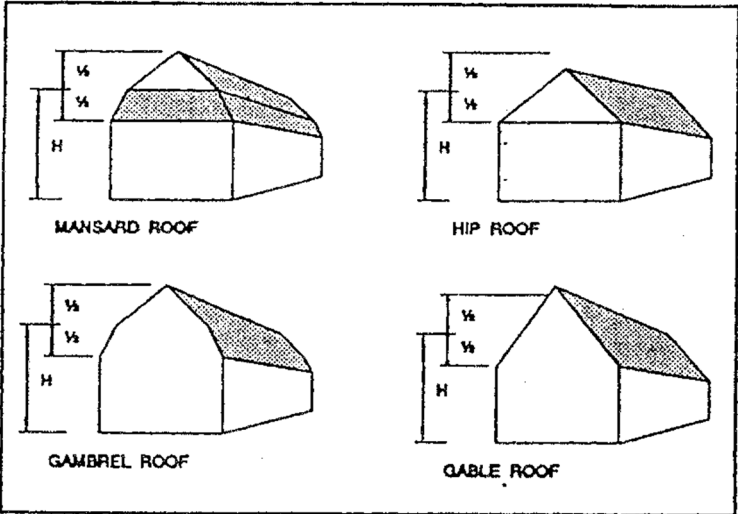 ½
½
H
MANSARD ROOF
½
½
H
HIP ROOF
½
½
H
GAMBREL ROOF
½
½
H
GABLE ROOF